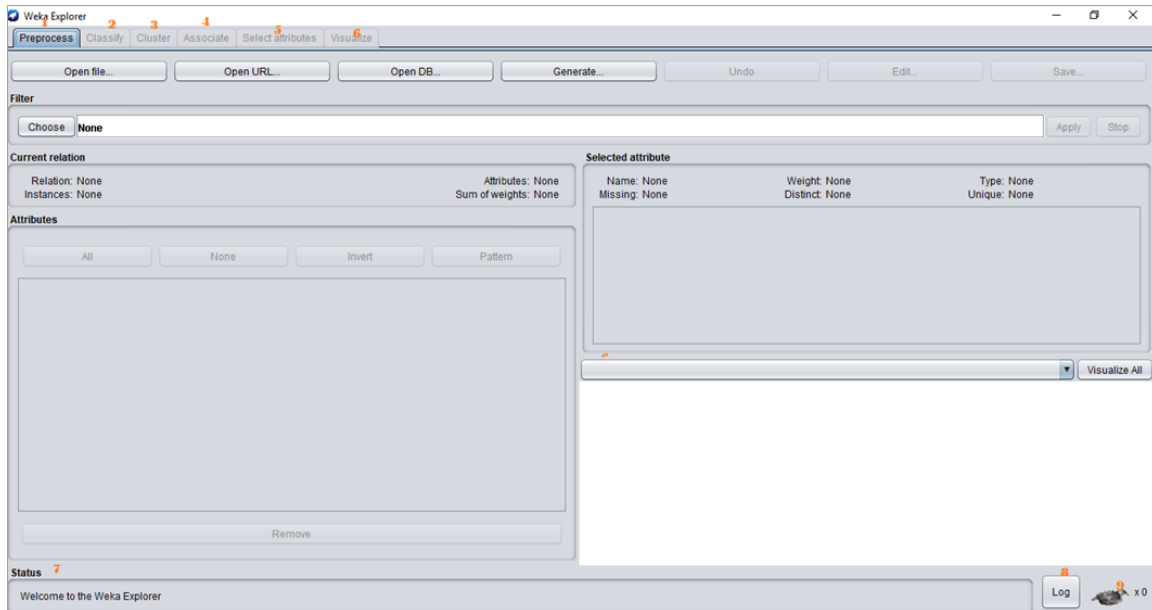 Weka Explorer
1 2 3 4 5 6
Preprocess Classify Cluster Associate Select attributes Visualize
Open file... Open URL... Open DB... Generate... Undo Edit... Save...
Filter
Choose None Apply Stop
Current relation
Relation: None Attributes: None
Instances: None Sum of weights: None
Selected attribute
Name: None Weight: None Type: None
Missing: None Distinct: None Unique: None
Attributes
All None Invert Pattern
Remove
Visualize All
Status 7
Welcome to the Weka Explorer
8
Log
9
x 0